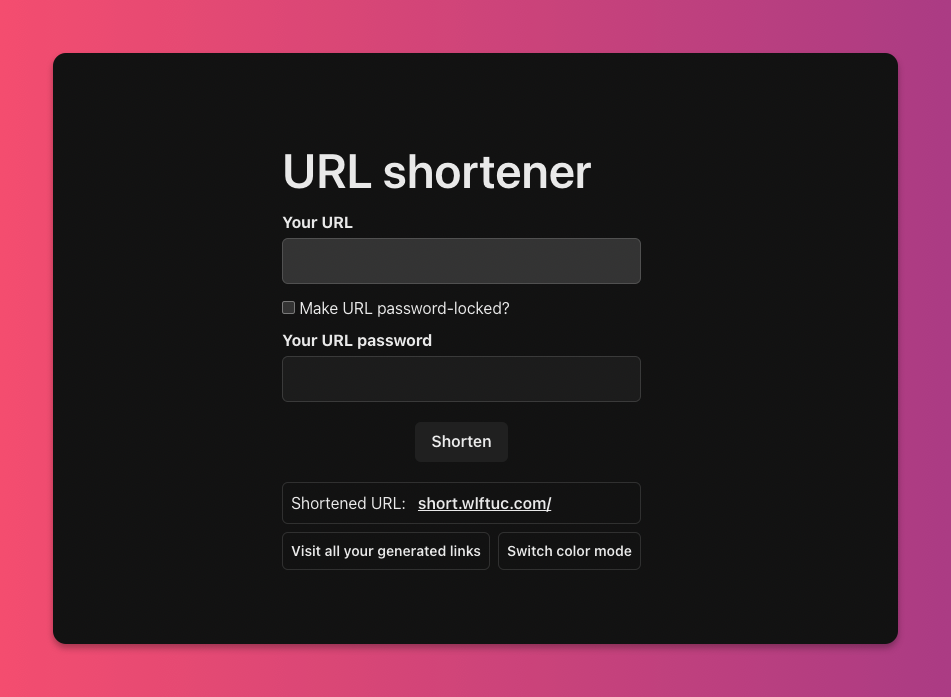 URL shortener
Your URL
Make URL password-locked?
Your URL password
Shorten
Shortened URL: short.wlftuc.com/
Visit all your generated links Switch color mode